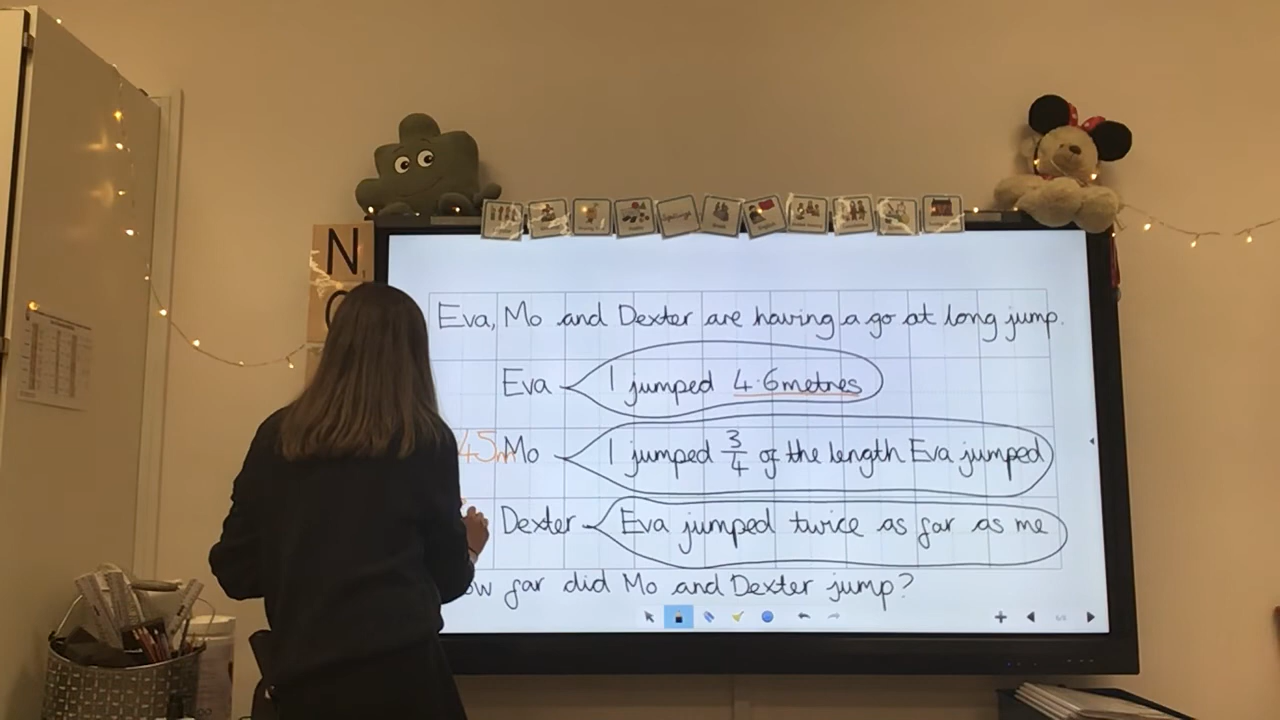 N
Eva, Mo and Dexter are having a go at long jump.
Eva I jumped 4.6metres
45m Mo I jumped 3/4 of the length Eva jumped
Dexter Eva jumped twice as far as me
far did Mo and Dexter jump?